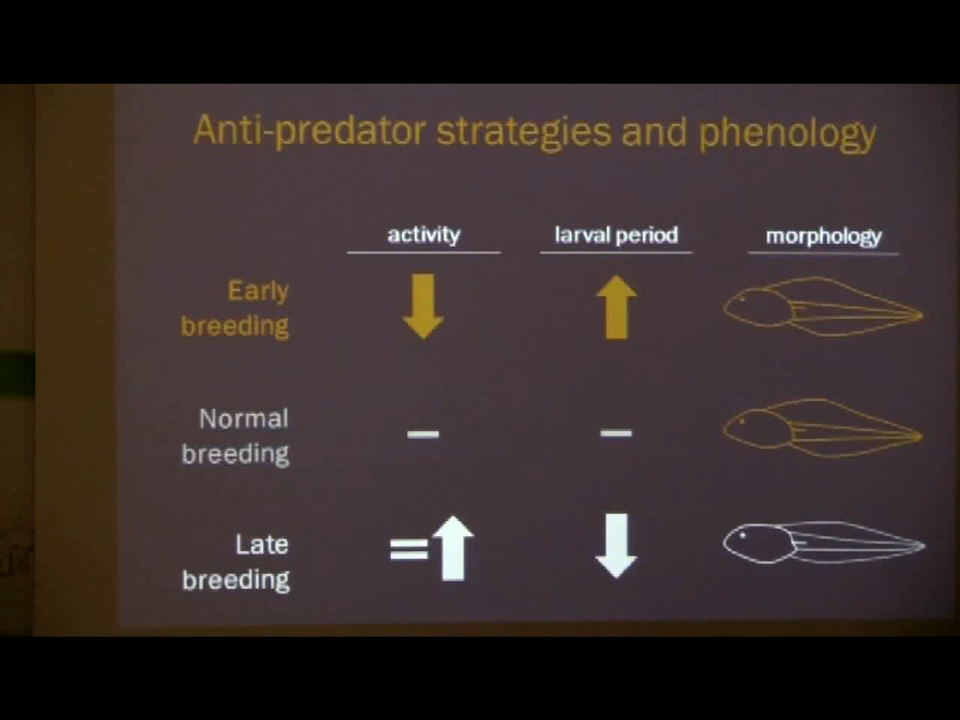 Anti-predator strategies and phenology
activity larval period morphology
Early
breeding
Normal
breeding
Late
breeding